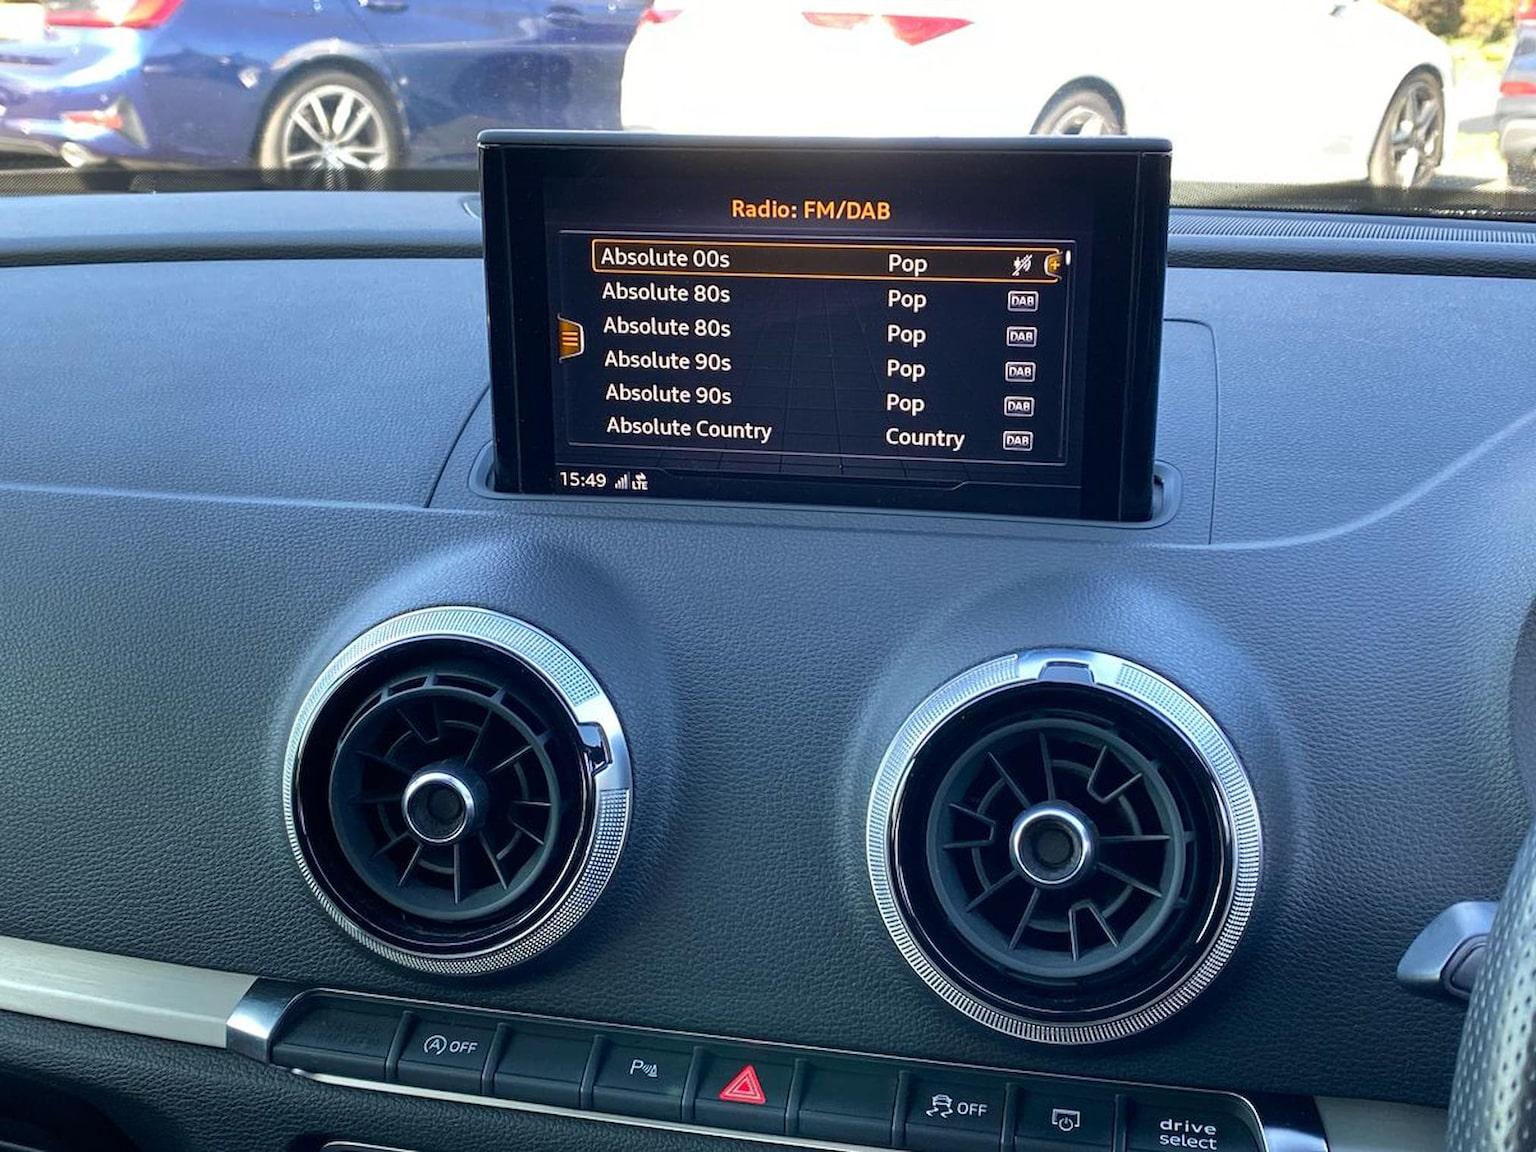 Radio: FM/DAB
Absolute 00s Pop
Absolute 80s Pop DAB
Absolute 80s Pop DAB
Absolute 90s Pop DAB
Absolute 90s Pop DAB
Absolute Country Country DAB
15:49 LTE
A OFF P OFF drive
select